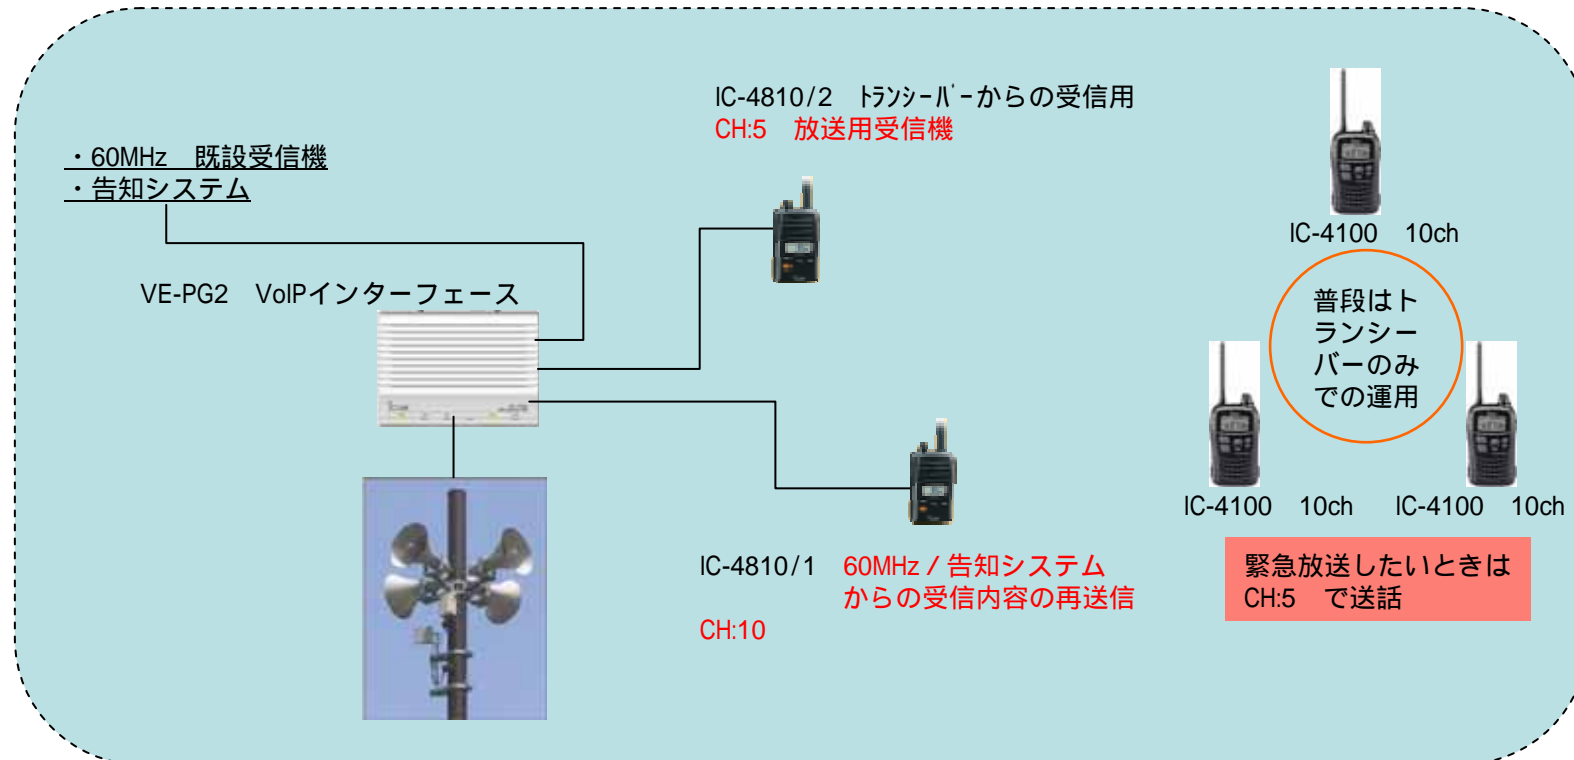 IC-4810/2　ﾄﾗﾝｼｰﾊﾞｰからの受信用
CH:5　放送用受信機
・60MHz　既設受信機
・告知システム
VE-PG2　VoIPインターフェース
IC-4810/1　60MHz／告知システム
からの受信内容の再送信
CH:10
IC-4100　10ch
普段はト
ランシー
バーのみ
での運用
IC-4100　10ch　IC-4100　10ch
緊急放送したいときは
CH:5　で送話